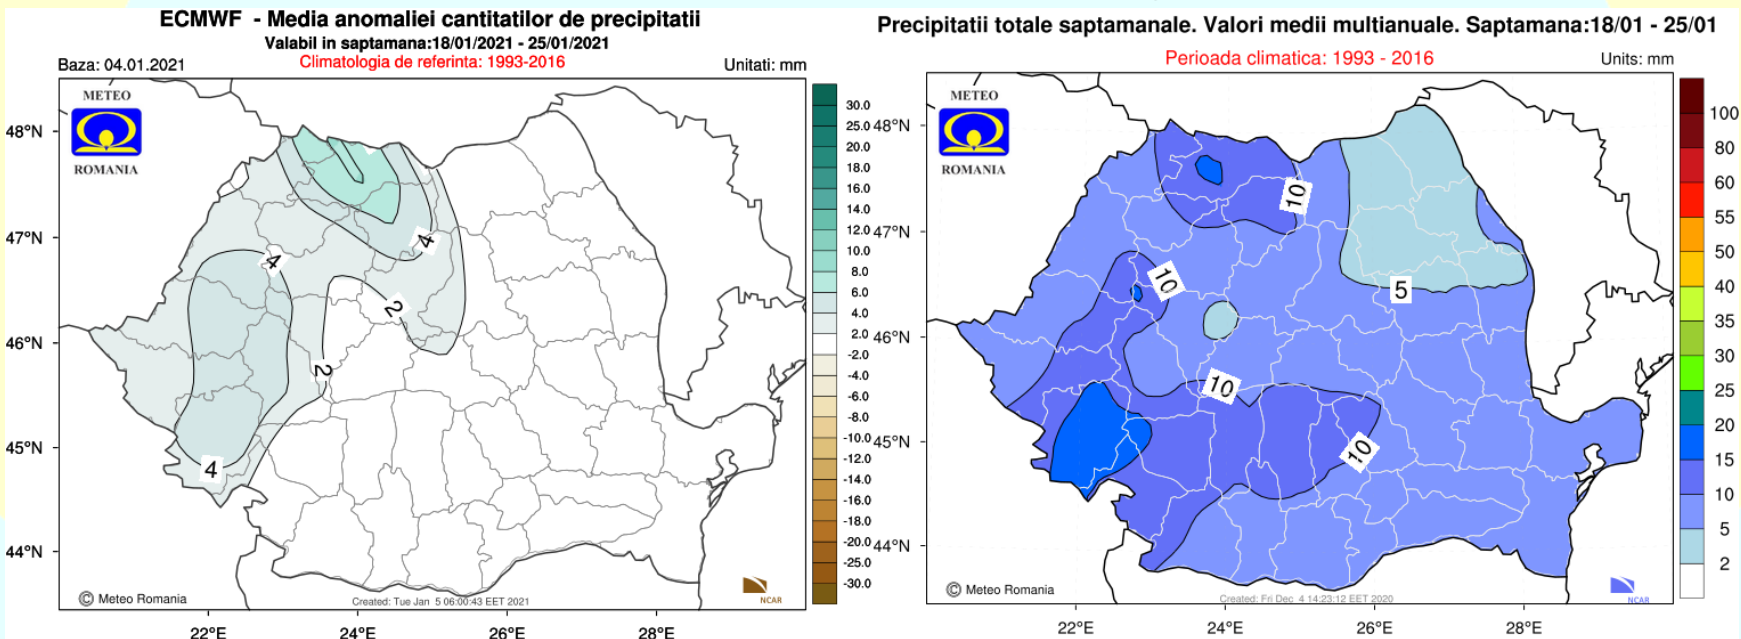 ECMWF - Media anomaliei cantitatilor de precipitatii
Valabil in saptamana:18/01/2021 - 25/01/2021
Climatologia de referinta: 1993-2016
Baza: 04.01.2021
Unitati: mm
METEO
ROMANIA
48°N
47°N
46°N
45°N
44°N
22°E
24°E
26°E
28°E
4
4
2
2
4
30.0
25.0
20.0
18.0
16.0
14.0
12.0
10.0
8.0
6.0
4.0
2.0
-2.0
-4.0
-6.0
-8.0
-10.0
-12.0
-14.0
-16.0
-18.0
-20.0
-25.0
-30.0
© Meteo Romania
Created: Tue Jan 5 06:00:43 EET 2021
NCAR
Precipitatii totale saptamanale. Valori medii multianuale. Saptamana:18/01 - 25/01
Perioada climatica: 1993 - 2016
Units: mm
METEO
ROMANIA
48°N
47°N
46°N
45°N
44°N
22°E
24°E
26°E
28°E
10
10
5
10
10
100
80
60
55
50
40
35
30
25
20
15
10
5
2
© Meteo Romania
Created: Fri Dec 4 14:23:12 EET 2020
NCAR